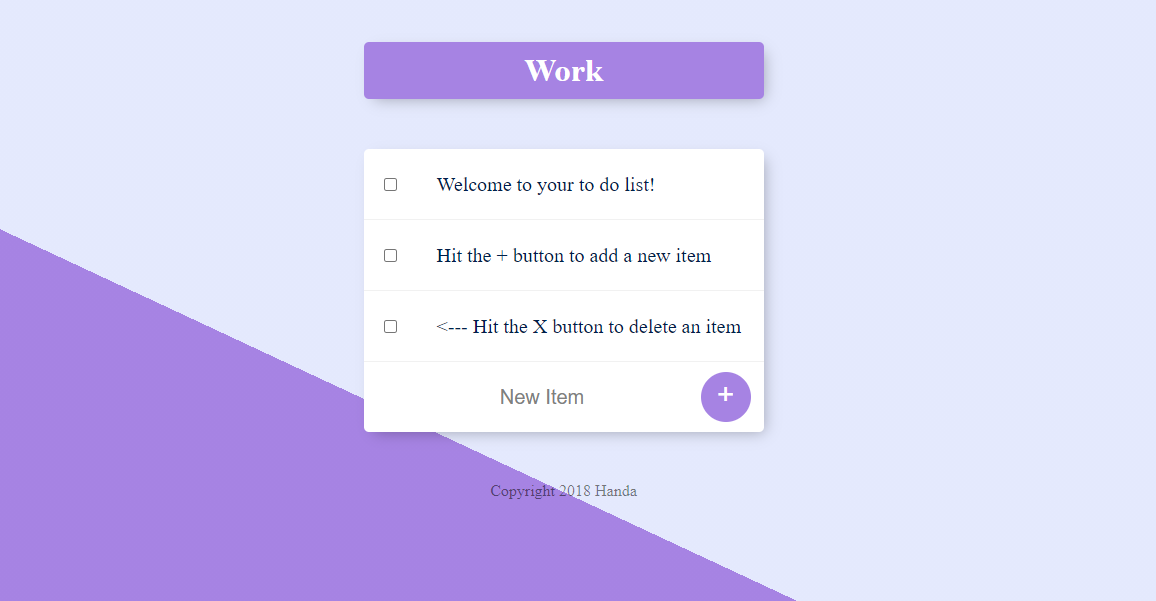 Work
Welcome to your to do list!
Hit the + button to add a new item
<--- Hit the X button to delete an item
New Item
+
Copyright 2018 Handa